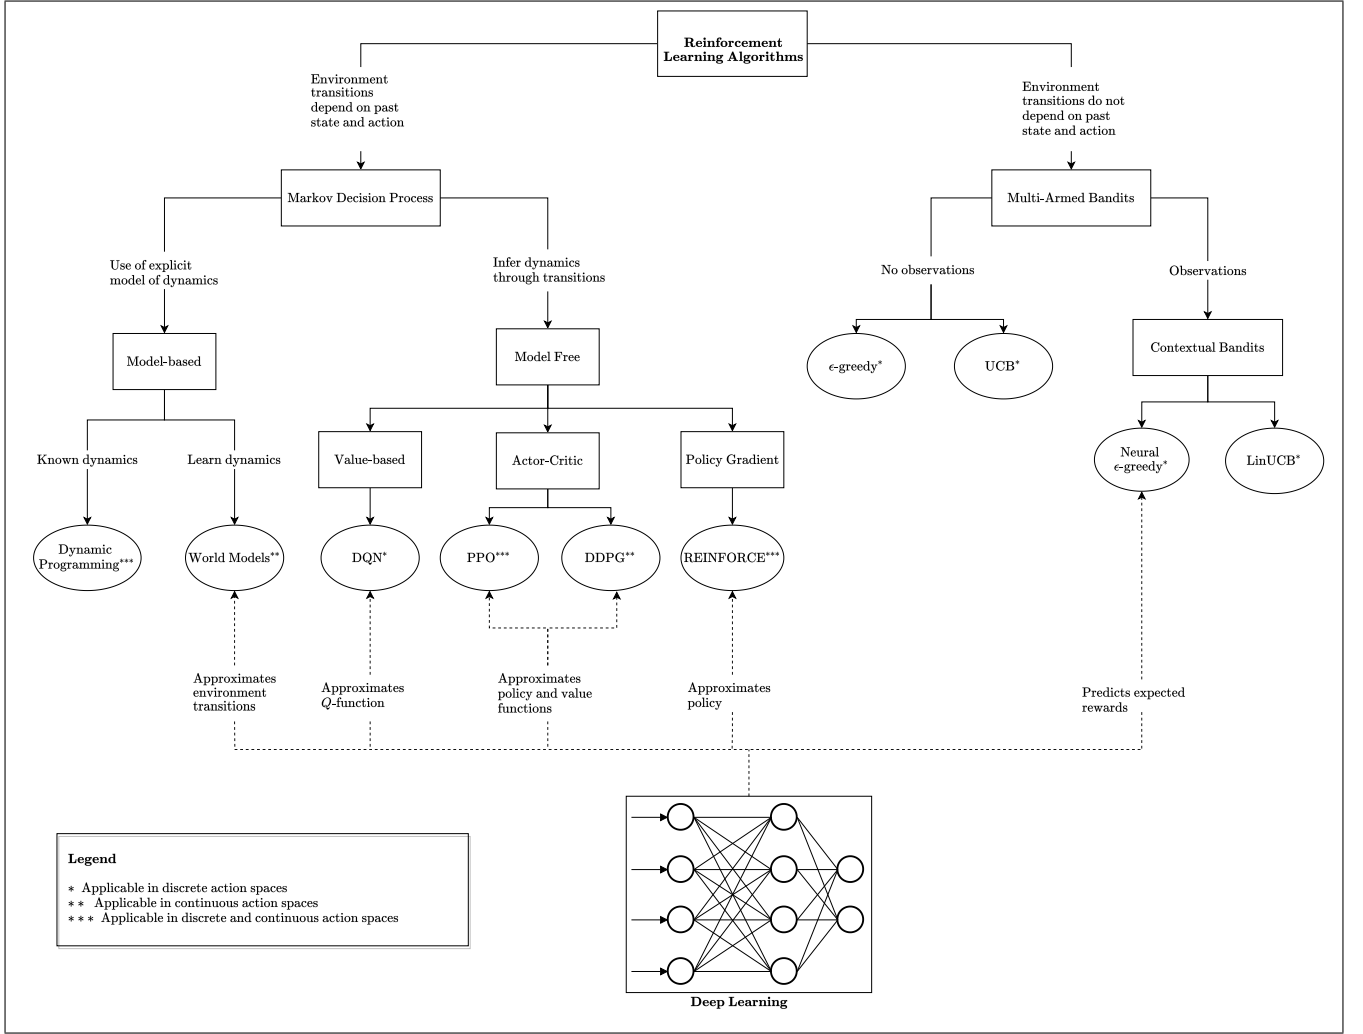 Reinforcement
Learning Algorithms
Environment
transitions
depend on past
state and action
Environment
transitions do not
depend on past
state and action
Markov Decision Process
Multi-Armed Bandits
Use of explicit
model of dynamics
Infer dynamics
through transitions
No observations
Observations
Model-based
Model Free
ϵ-greedy*
UCB*
Contextual Bandits
Known dynamics
Learn dynamics
Value-based
Actor-Critic
Policy Gradient
Neural
ϵ-greedy*
LinUCB*
Dynamic
Programming***
World Models**
DQN*
PPO***
DDPG**
REINFORCE***
Approximates
environment
transitions
Approximates
Q-function
Approximates
policy and value
functions
Approximates
policy
Predicts expected
rewards
Legend
* Applicable in discrete action spaces
** Applicable in continuous action spaces
*** Applicable in discrete and continuous action spaces
Deep Learning